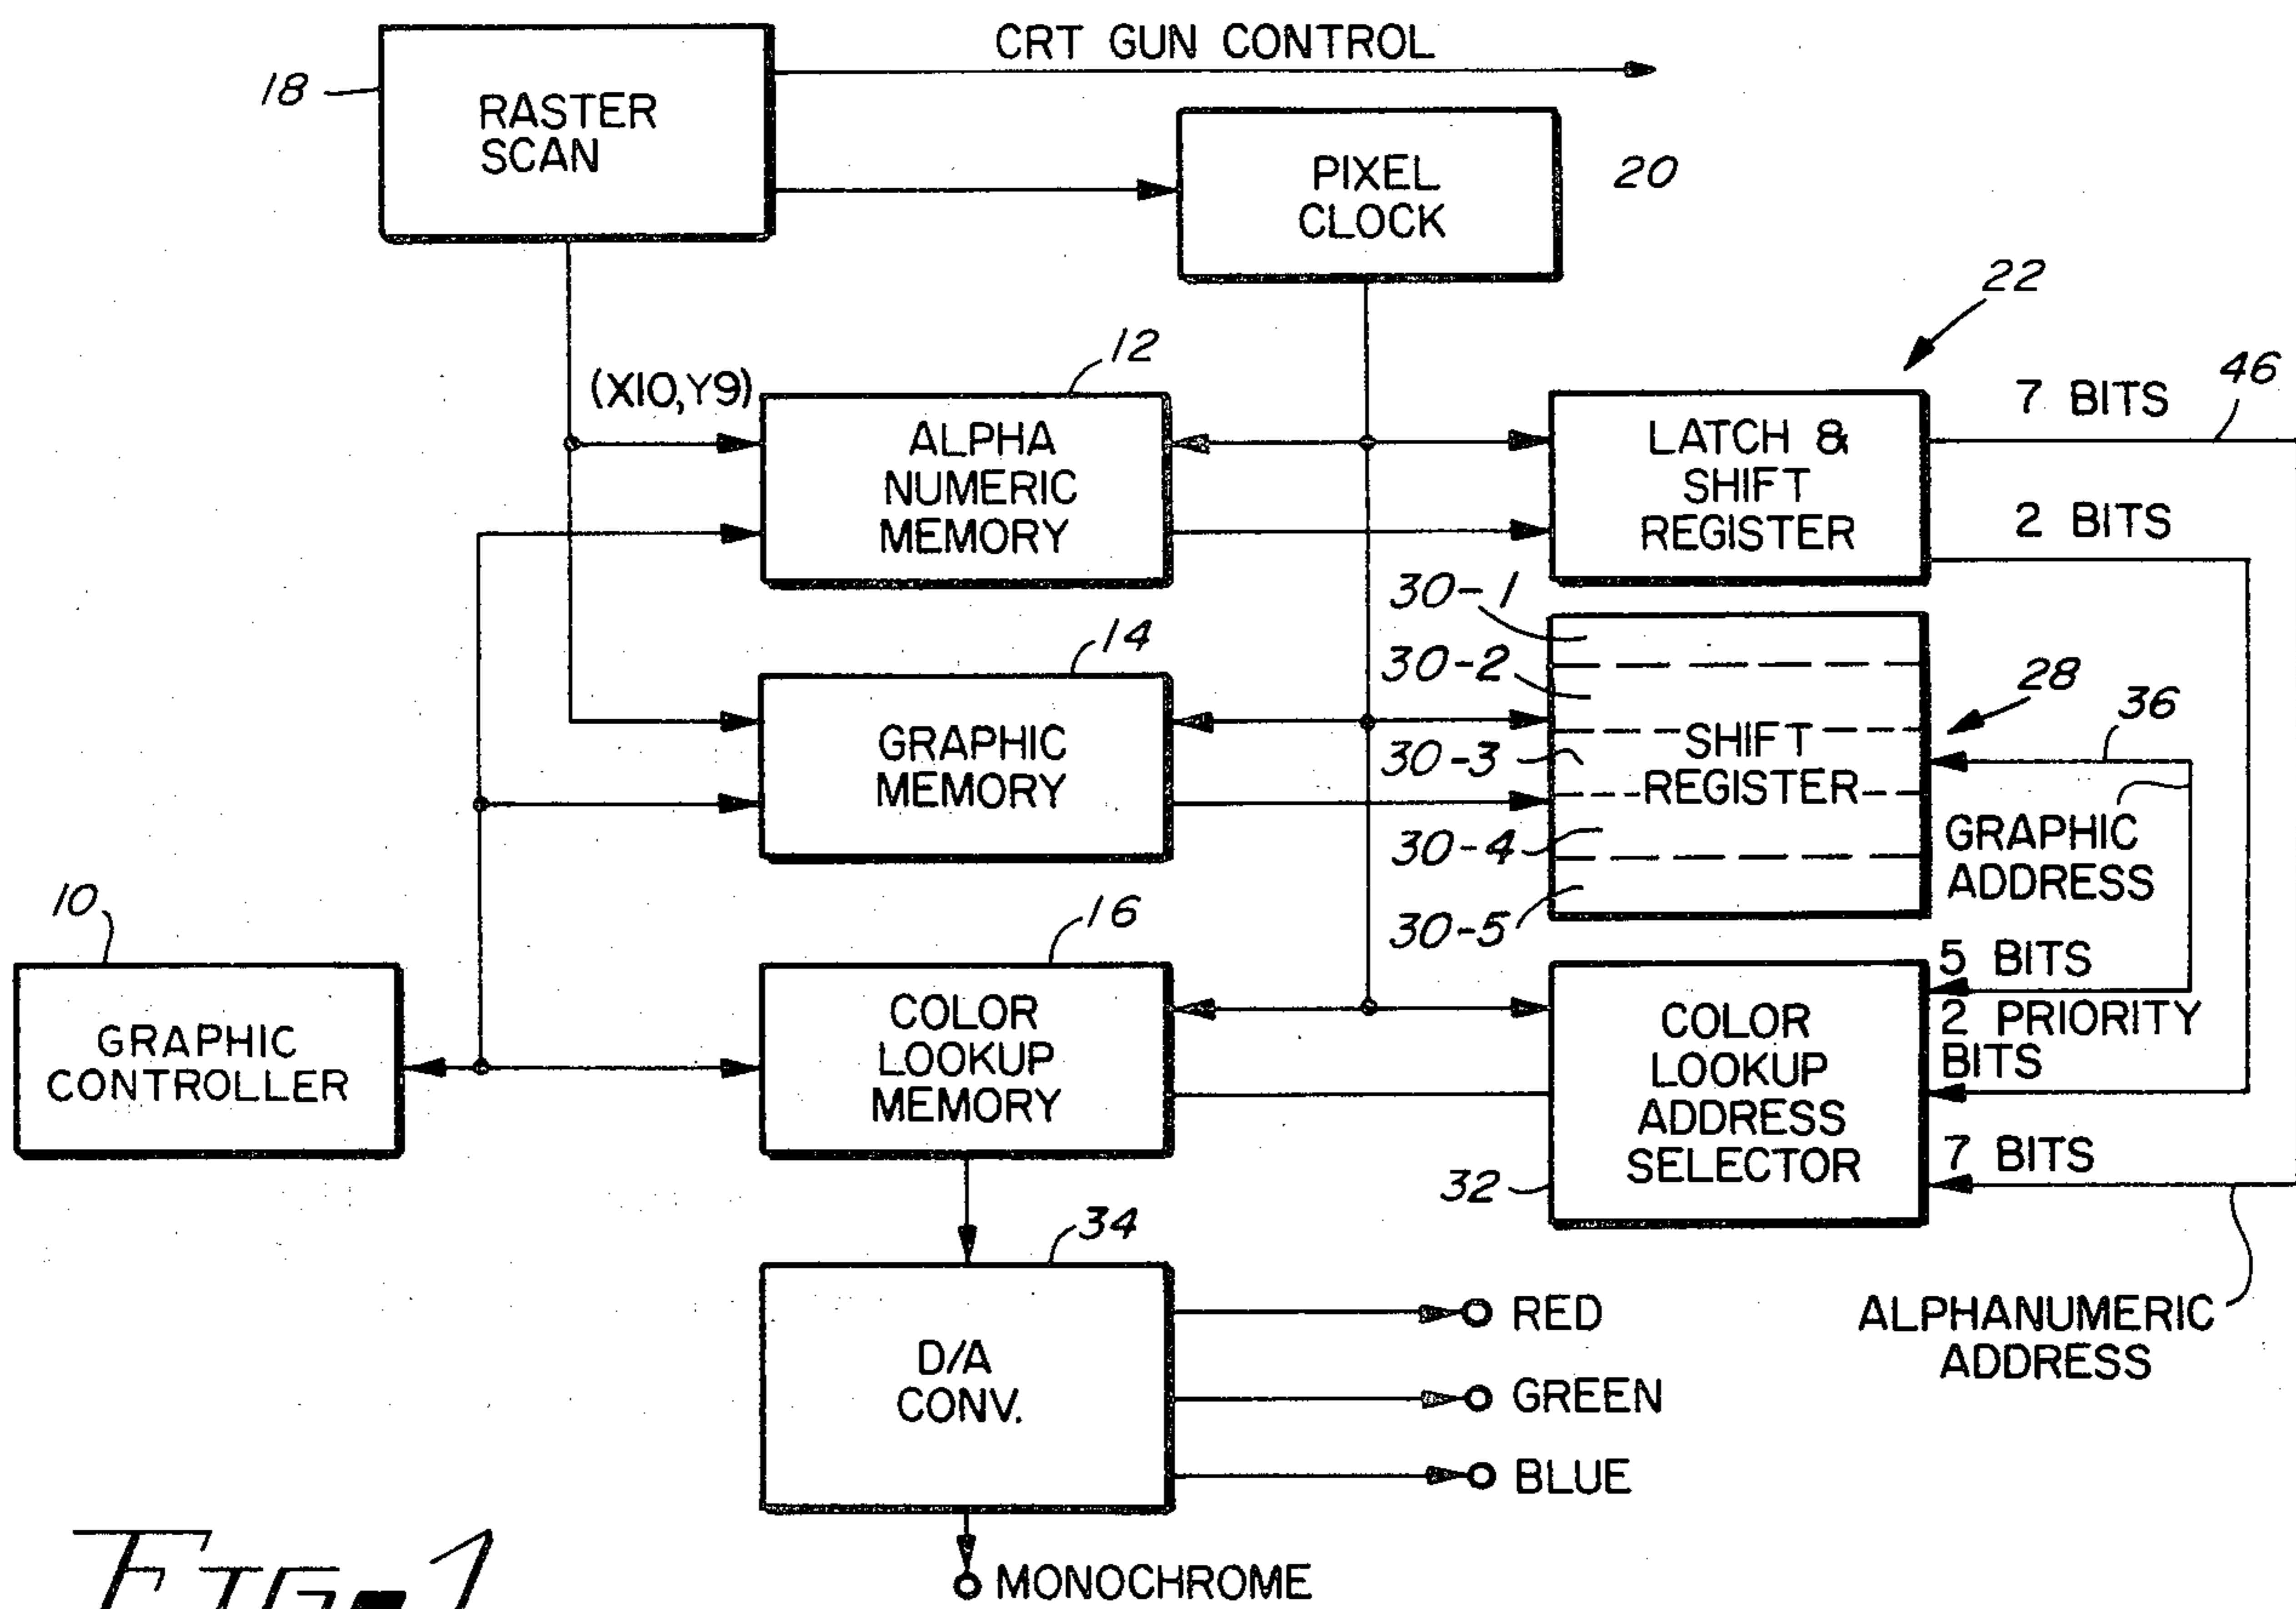 CRT GUN CONTROL
18
RASTER
SCAN
PIXEL
CLOCK
20
22
(X10,Y9)
12
ALPHA
NUMERIC
MEMORY
LATCH &
SHIFT
REGISTER
7 BITS
46
2 BITS
30-1
30-2
30-3
30-4
30-5
SHIFT
REGISTER
28
36
GRAPHIC
ADDRESS
14
GRAPHIC
MEMORY
10
GRAPHIC
CONTROLLER
16
COLOR
LOOKUP
MEMORY
COLOR
LOOKUP
ADDRESS
SELECTOR
32
5 BITS
2 PRIORITY
BITS
7 BITS
ALPHANUMERIC
ADDRESS
34
D/A
CONV.
RED
GREEN
BLUE
MONOCHROME
FIG-1